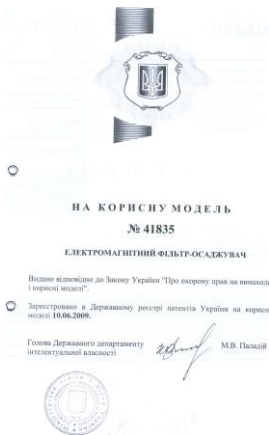 НА КОРИСНУ МОДЕЛЬ
№ 41835
ЕЛЕКТРОМАГНІТНИЙ ФІЛЬТР-ОСАДЖУВАЧ
Видано відповідно до Закону України "Про охорону прав на винаходи
і корисні моделі".
Зареєстровано в Державному реєстрі патентів України на корисні
моделі 10.06.2009.
Голова Державного департаменту
інтелектуальної власності
М.В. Паладій